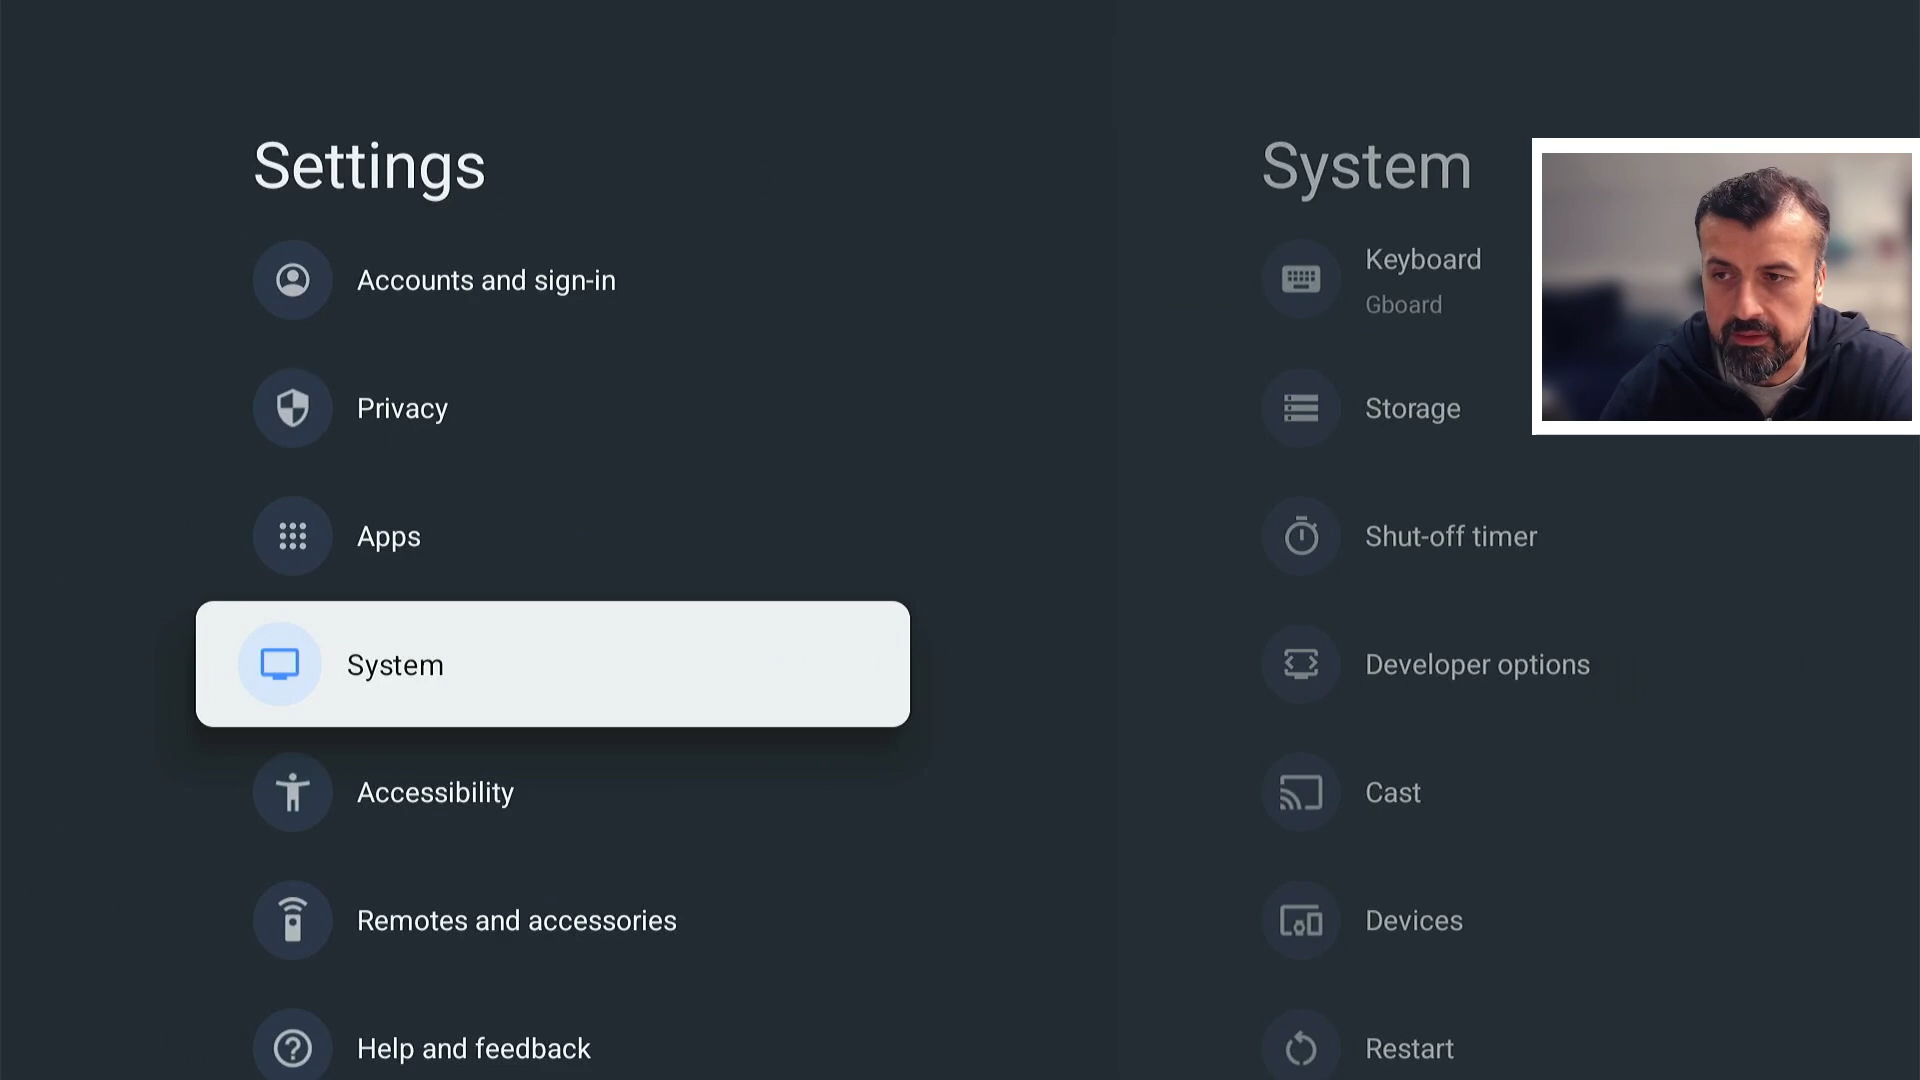 Settings
Accounts and sign-in
Privacy
Apps
System
Accessibility
Remotes and accessories
Help and feedback
System
Keyboard
Gboard
Storage
Shut-off timer
Developer options
Cast
Devices
Restart